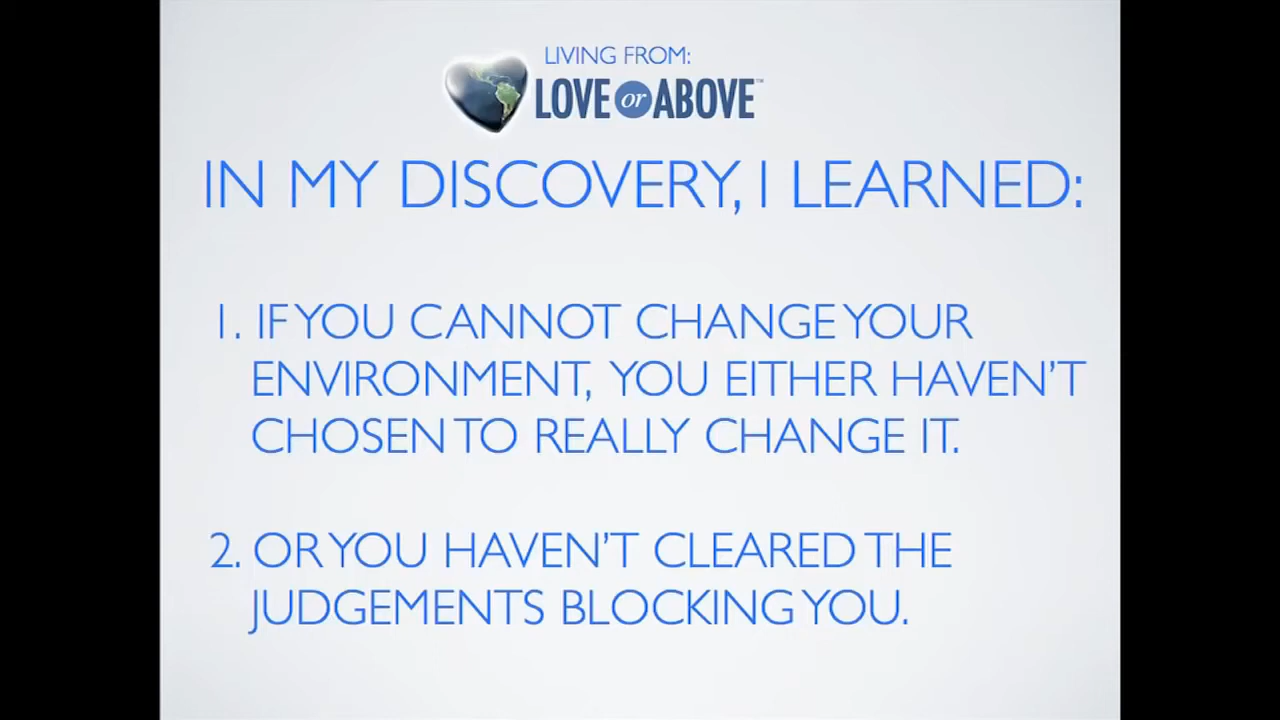 LIVING FROM:
LOVE or ABOVE™
IN MY DISCOVERY, I LEARNED:
1. IF YOU CANNOT CHANGE YOUR
ENVIRONMENT, YOU EITHER HAVEN'T
CHOSEN TO REALLY CHANGE IT.
2. OR YOU HAVEN'T CLEARED THE
JUDGEMENTS BLOCKING YOU.